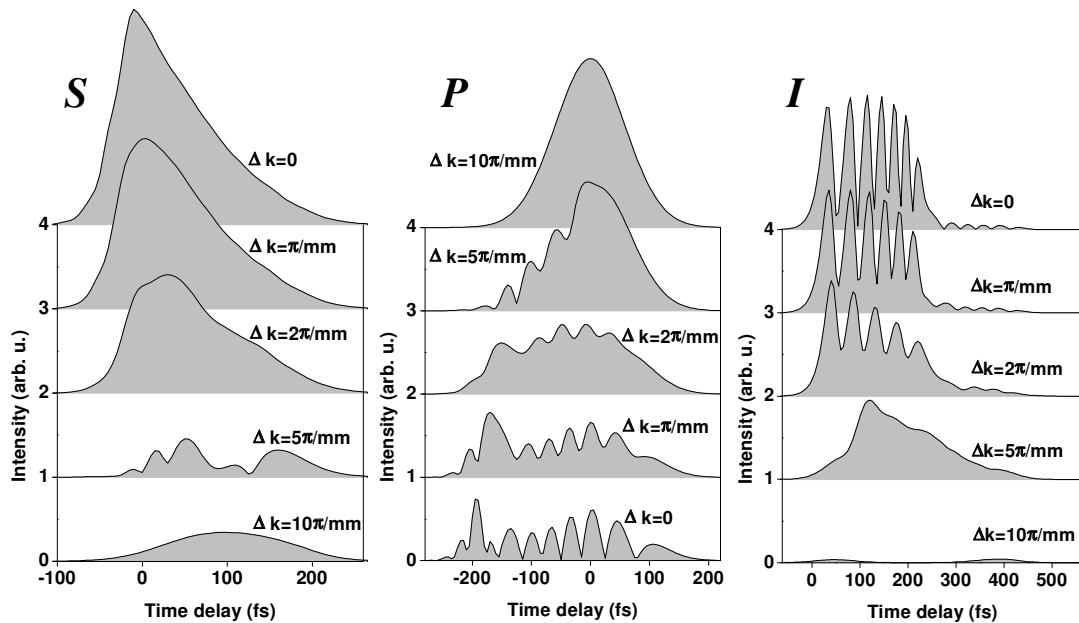 S
Δ k=0
4
Δ k=π/mm
3
Δ k=2π/mm
2
Δ k=5π/mm
1
Δ k=10π/mm
0
-100 0 100 200
Time delay (fs)
Intensity (arb. u.)
P
Δ k=10π/mm
4
Δ k=5π/mm
3
Δ k=2π/mm
2
Δ k=π/mm
1
Δ k=0
0
-200 -100 0 100 200
Time delay (fs)
Intensity (arb. u.)
I
Δk=0
4
Δk=π/mm
3
Δk=2π/mm
2
Δk=5π/mm
1
Δk=10π/mm
0
0 100 200 300 400 500
Time delay (fs)
Intensity (arb. u.)